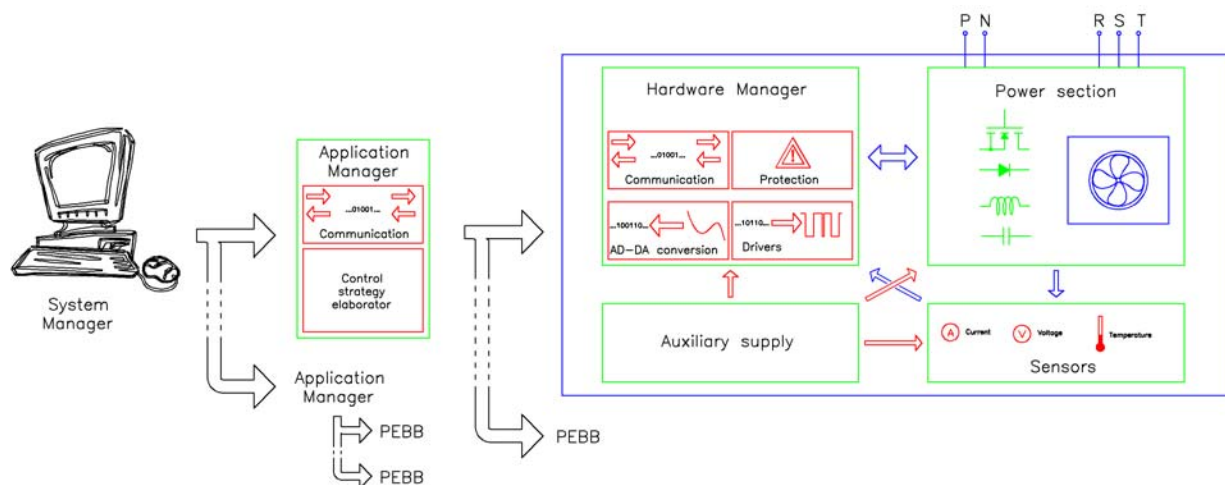 P N
R S T
Hardware Manager
Power section
Application
Manager
...01001...
Communication
Protection
...01001...
Communication
...100110...
AD-DA conversion
...10110...
Drivers
Control
strategy
elaborator
System
Manager
Auxiliary supply
A Current
V Voltage
Temperature
Sensors
Application
Manager
PEBB
PEBB
PEBB